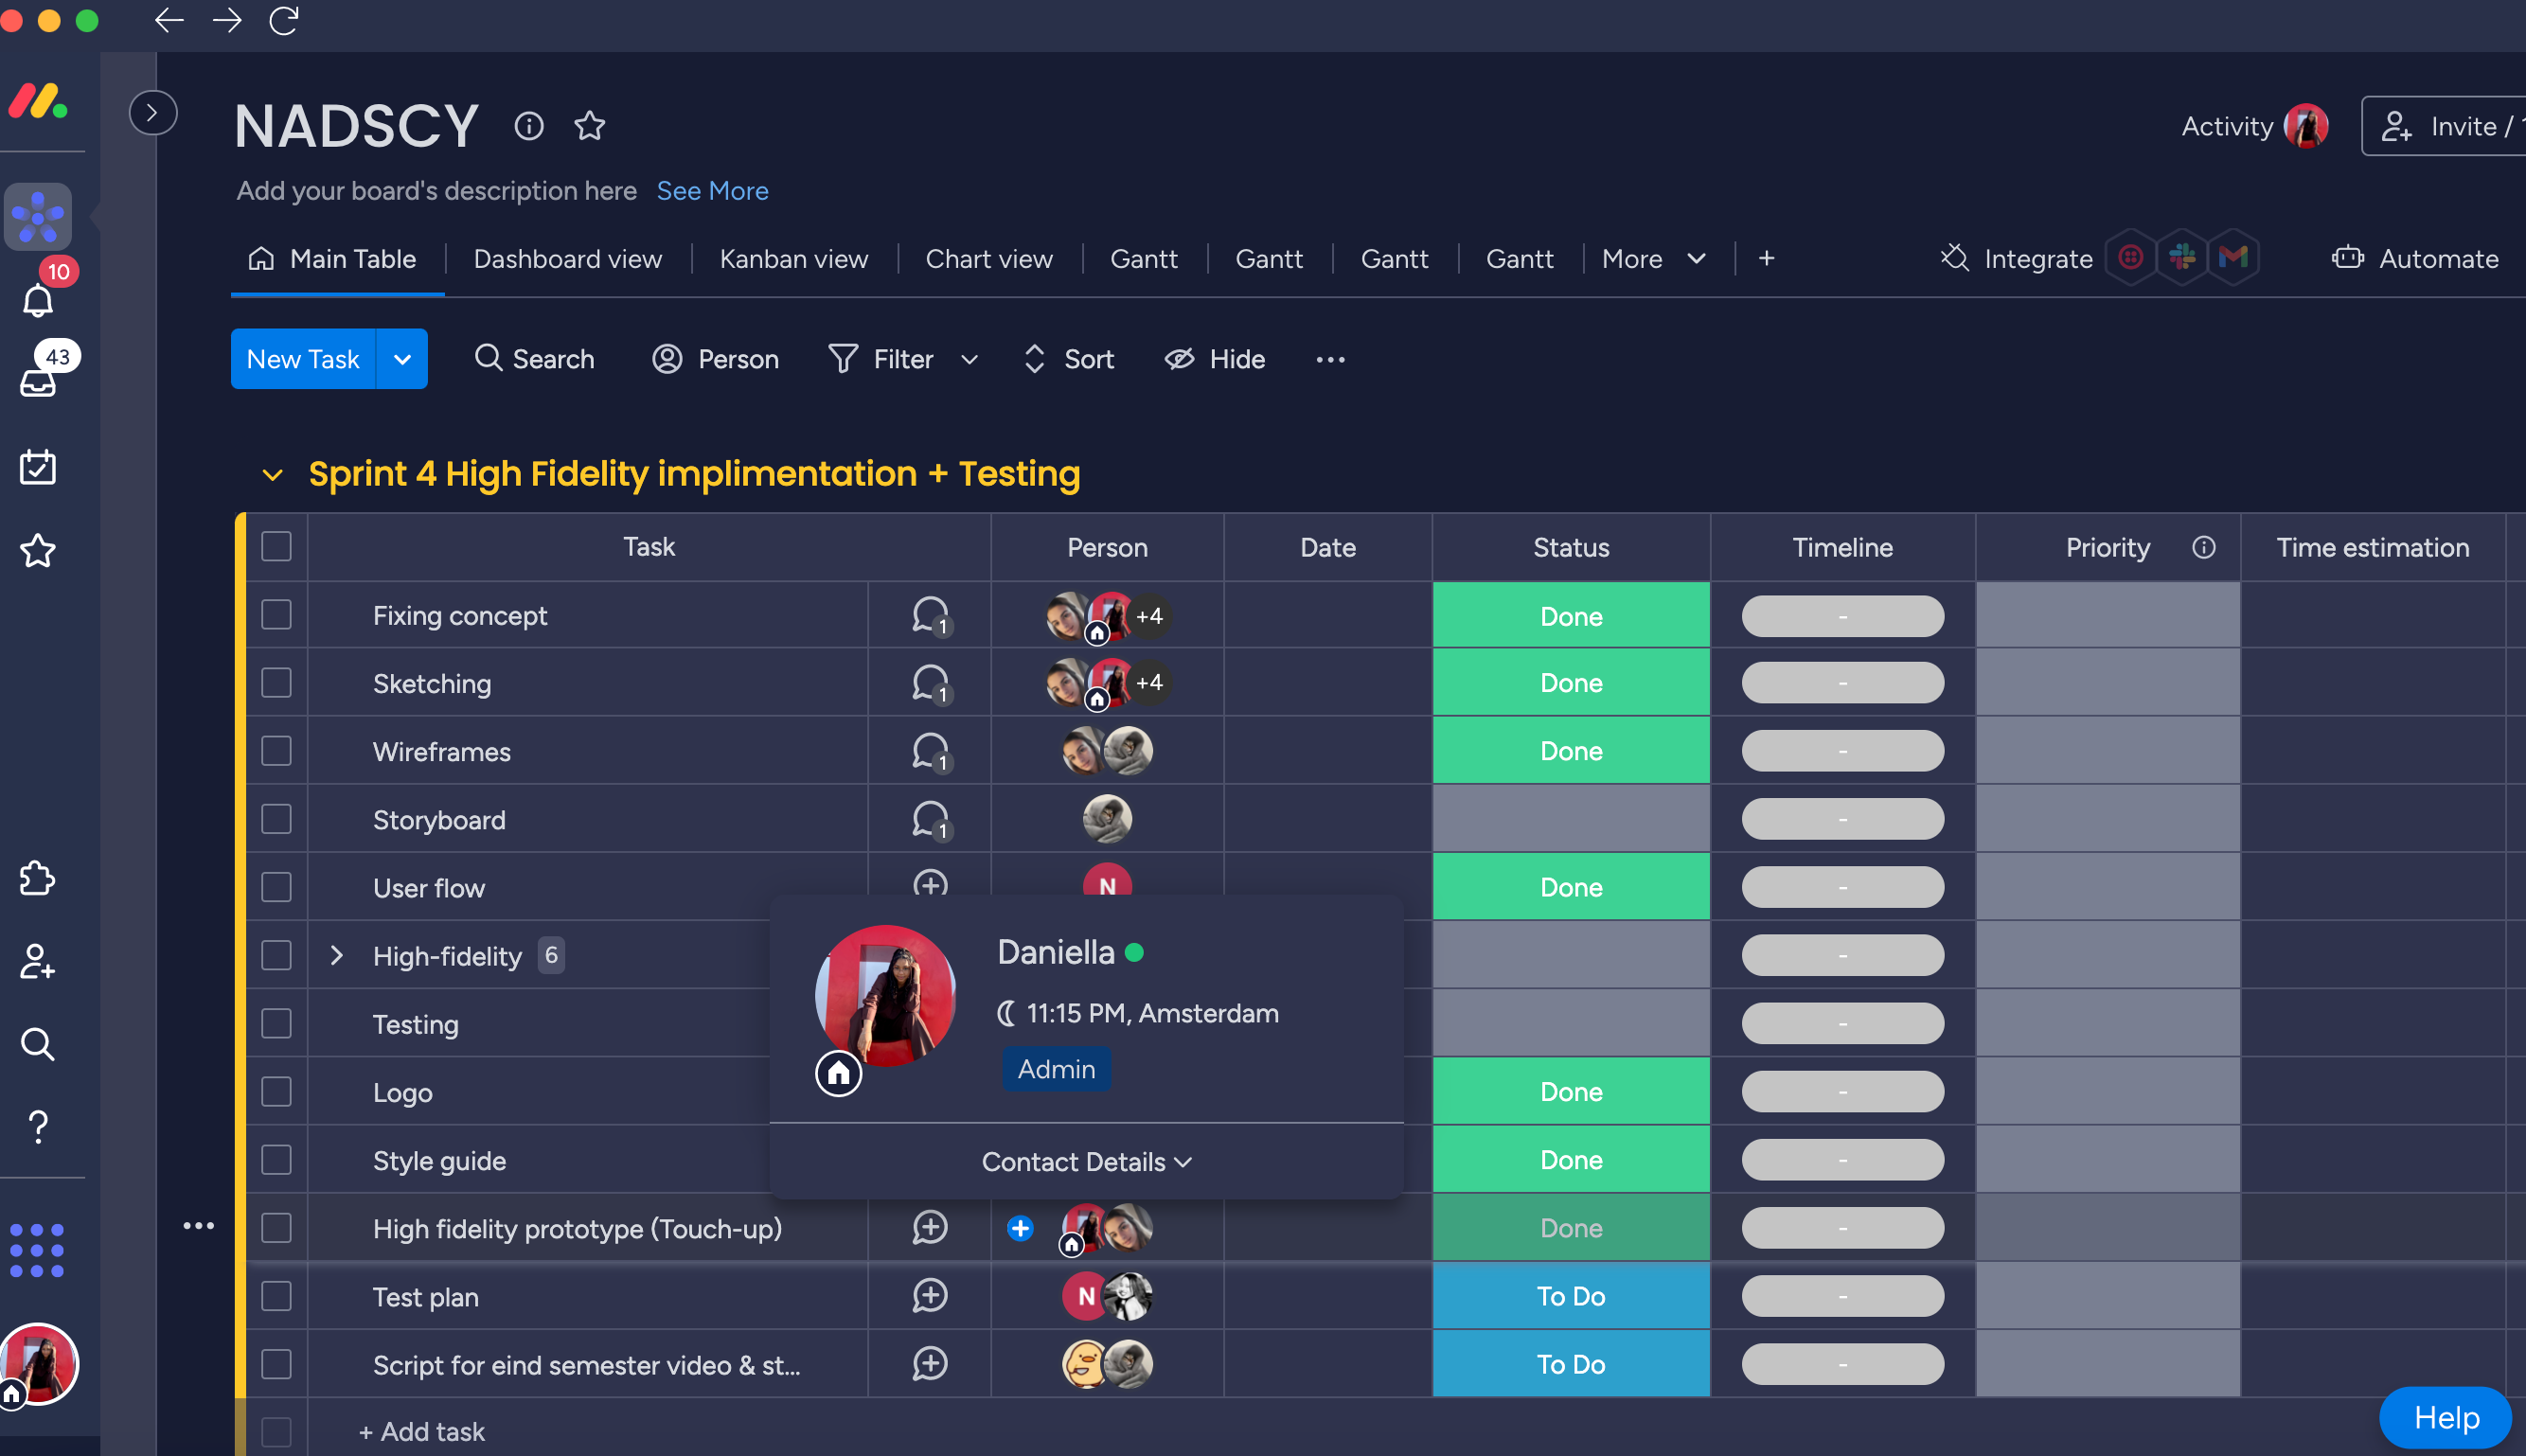 NADSCY
Activity
Invite / 1
Add your board's description here See More
10
Main Table Dashboard view Kanban view Chart view Gantt Gantt Gantt Gantt More + Integrate Automate
43
New Task Search Person Filter Sort Hide
Sprint 4 High Fidelity implimentation + Testing
Task Person Date Status Timeline Priority Time estimation
Fixing concept 1 +4 Done -
Sketching 1 +4 Done -
Wireframes 1 Done -
Storyboard 1 -
User flow N Done -
High-fidelity 6 -
Testing -
Logo Done -
Style guide Done -
Daniella
11:15 PM, Amsterdam
Admin
Contact Details
High fidelity prototype (Touch-up) Done -
Test plan N To Do -
Script for eind semester video & st... To Do -
+ Add task
Help